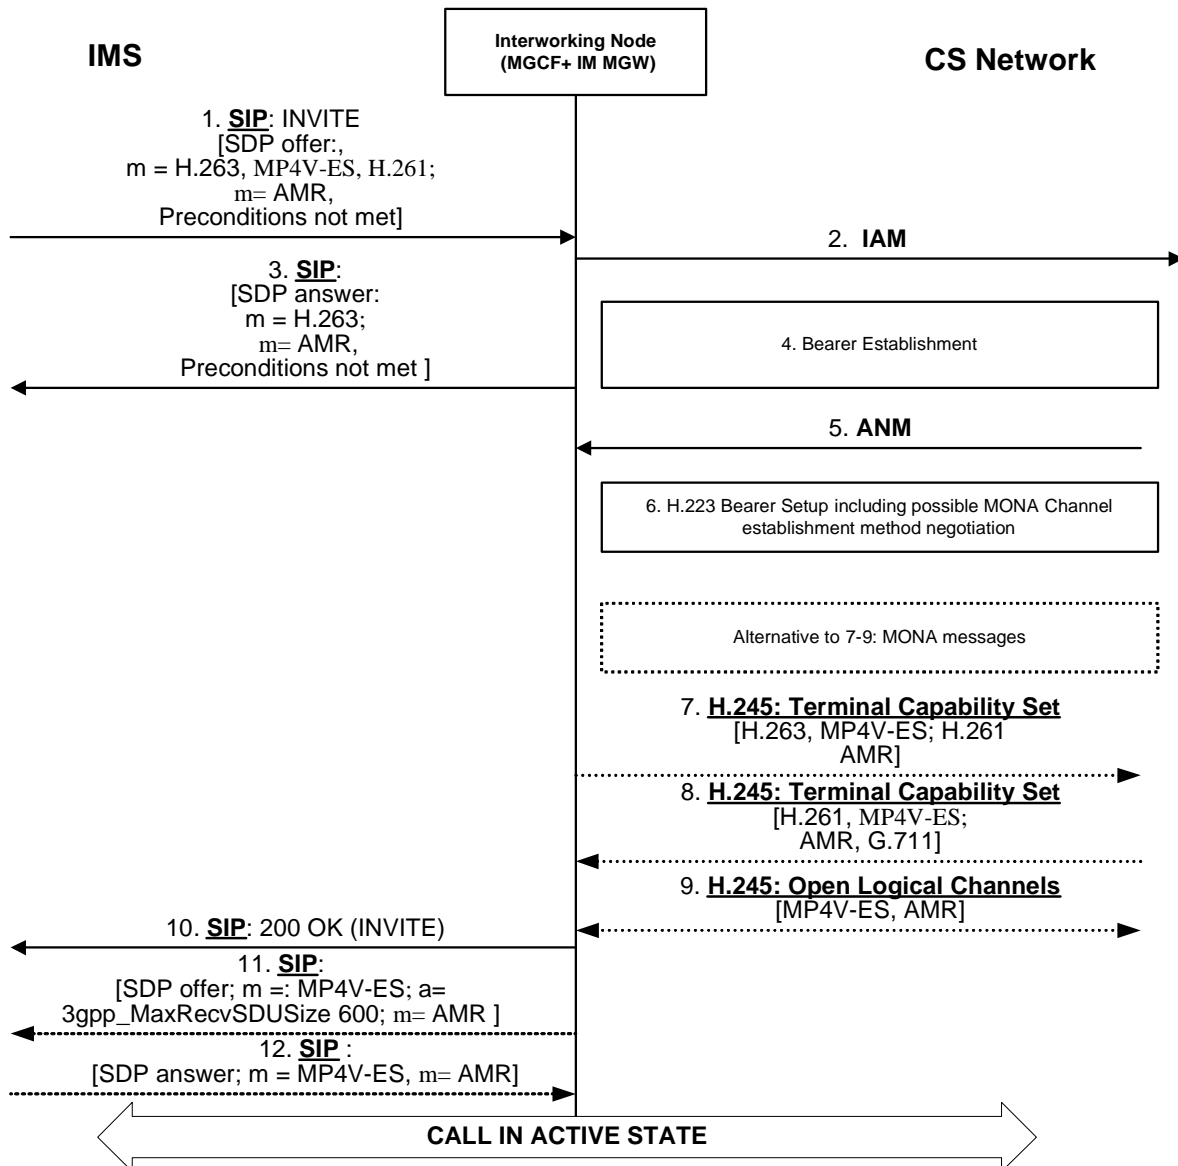 IMS
Interworking Node
(MGCF+ IM MGW)
CS Network
1. SIP: INVITE
[SDP offer:,
m = H.263, MP4V-ES, H.261;
m= AMR,
Preconditions not met]
2. IAM
3. SIP:
[SDP answer:
m = H.263;
m= AMR,
Preconditions not met ]
4. Bearer Establishment
5. ANM
6. H.223 Bearer Setup including possible MONA Channel
establishment method negotiation
Alternative to 7-9: MONA messages
7. H.245: Terminal Capability Set
[H.263, MP4V-ES; H.261
AMR]
8. H.245: Terminal Capability Set
[H.261, MP4V-ES;
AMR, G.711]
9. H.245: Open Logical Channels
[MP4V-ES, AMR]
10. SIP: 200 OK (INVITE)
11. SIP:
[SDP offer; m =: MP4V-ES; a=
3gpp_MaxRecvSDUSize 600; m= AMR ]
12. SIP :
[SDP answer; m = MP4V-ES, m= AMR]
CALL IN ACTIVE STATE